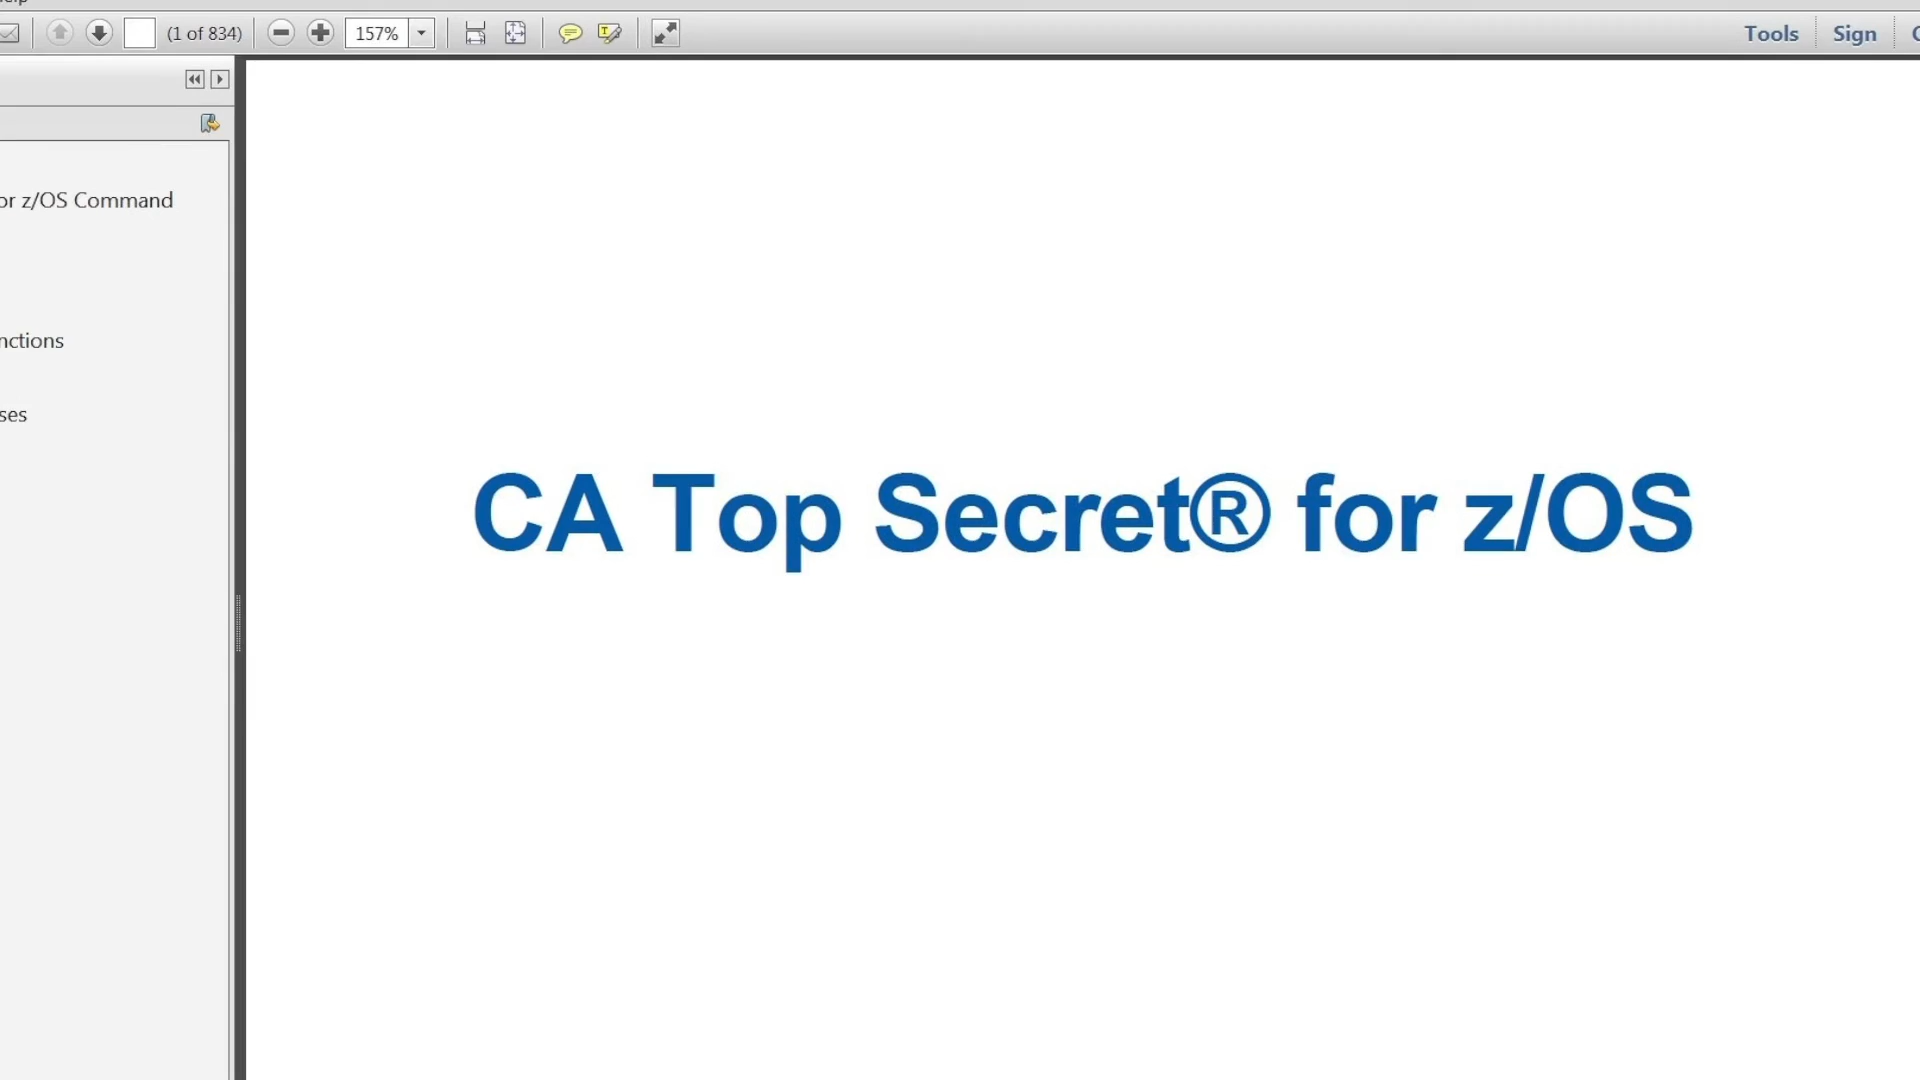 (1 of 834)
157%
Tools
Sign
or z/OS Command
nctions
ses
CA Top Secret® for z/OS